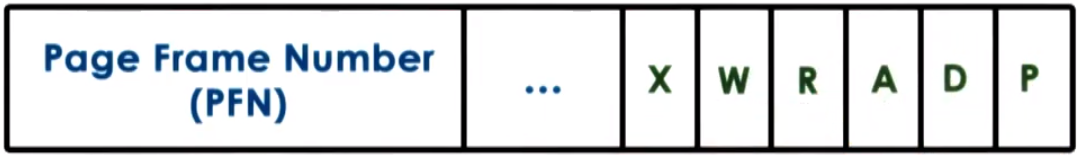 Page Frame Number
(PFN)
...
X W R A D P